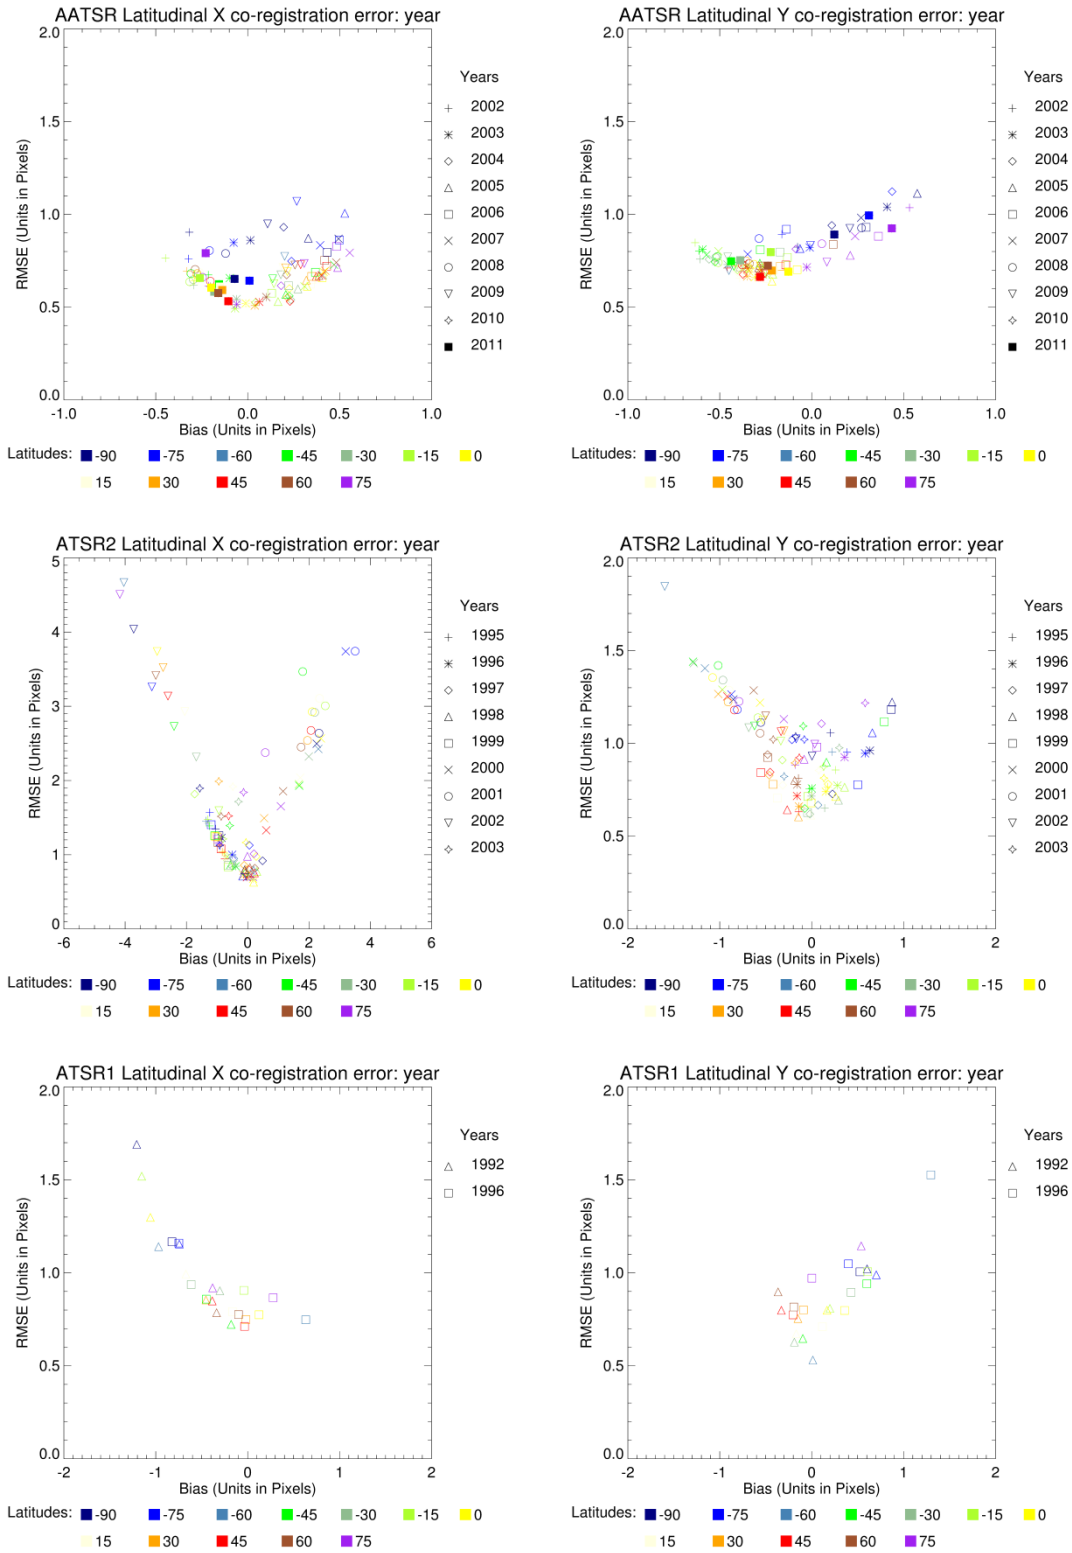 AATSR Latitudinal X co-registration error: year
2.0
1.5
1.0
0.5
0.0
RMSE (Units in Pixels)
-1.0 -0.5 0.0 0.5 1.0
Bias (Units in Pixels)
Years
2002
2003
2004
2005
2006
2007
2008
2009
2010
2011
Latitudes: -90 -75 -60 -45 -30 -15 0
15 30 45 60 75
AATSR Latitudinal Y co-registration error: year
2.0
1.5
1.0
0.5
0.0
RMSE (Units in Pixels)
-1.0 -0.5 0.0 0.5 1.0
Bias (Units in Pixels)
Years
2002
2003
2004
2005
2006
2007
2008
2009
2010
2011
Latitudes: -90 -75 -60 -45 -30 -15 0
15 30 45 60 75
ATSR2 Latitudinal X co-registration error: year
5
4
3
2
1
0
RMSE (Units in Pixels)
-6 -4 -2 0 2 4 6
Bias (Units in Pixels)
Years
1995
1996
1997
1998
1999
2000
2001
2002
2003
Latitudes: -90 -75 -60 -45 -30 -15 0
15 30 45 60 75
ATSR2 Latitudinal Y co-registration error: year
2.0
1.5
1.0
0.5
0.0
RMSE (Units in Pixels)
-2 -1 0 1 2
Bias (Units in Pixels)
Years
1995
1996
1997
1998
1999
2000
2001
2002
2003
Latitudes: -90 -75 -60 -45 -30 -15 0
15 30 45 60 75
ATSR1 Latitudinal X co-registration error: year
2.0
1.5
1.0
0.5
0.0
RMSE (Units in Pixels)
-2 -1 0 1 2
Bias (Units in Pixels)
Years
1992
1996
Latitudes: -90 -75 -60 -45 -30 -15 0
15 30 45 60 75
ATSR1 Latitudinal Y co-registration error: year
2.0
1.5
1.0
0.5
0.0
RMSE (Units in Pixels)
-2 -1 0 1 2
Bias (Units in Pixels)
Years
1992
1996
Latitudes: -90 -75 -60 -45 -30 -15 0
15 30 45 60 75